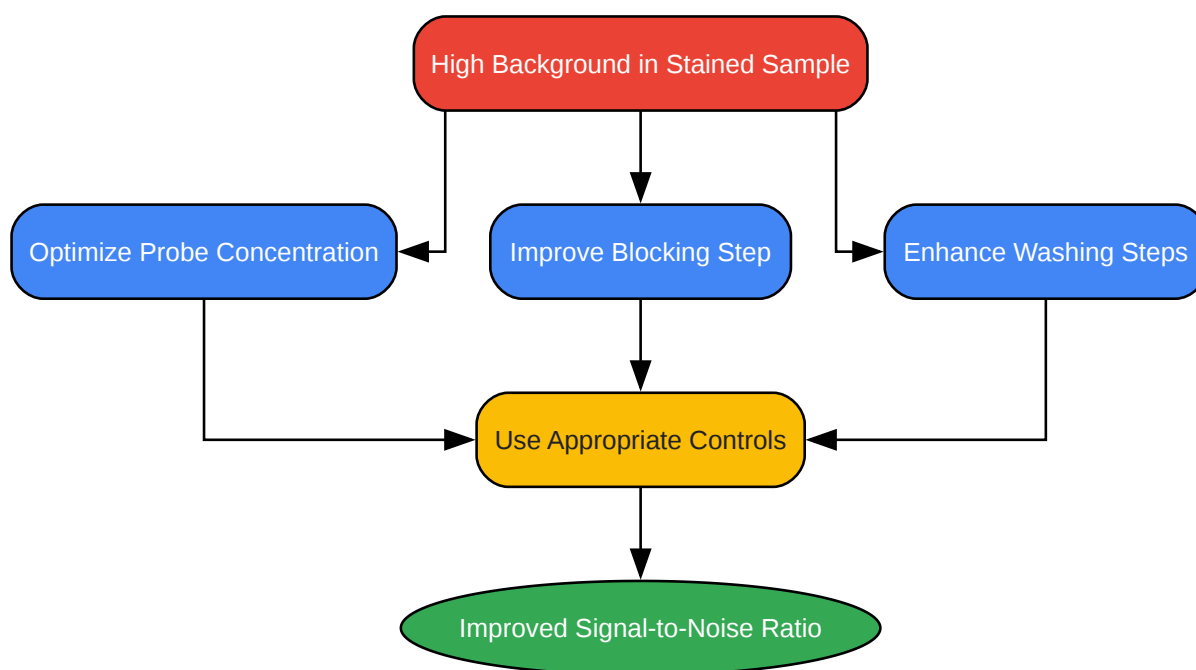 High Background in Stained Sample
Optimize Probe Concentration
Improve Blocking Step
Enhance Washing Steps
Use Appropriate Controls
Improved Signal-to-Noise Ratio